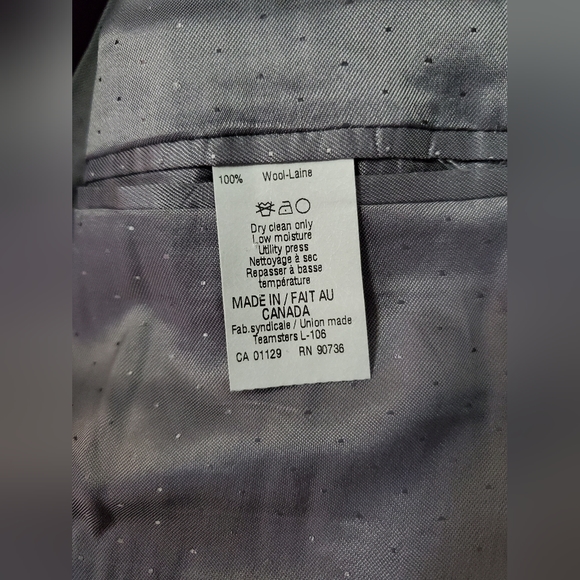 100% Wool-Laine
Dry clean only
Low moisture
Utility press
Nettoyage à sec
Repasser à basse
température
MADE IN / FAIT AU
CANADA
Fab.syndicale / Union made
Teamsters L-106
CA 01129 RN 90736